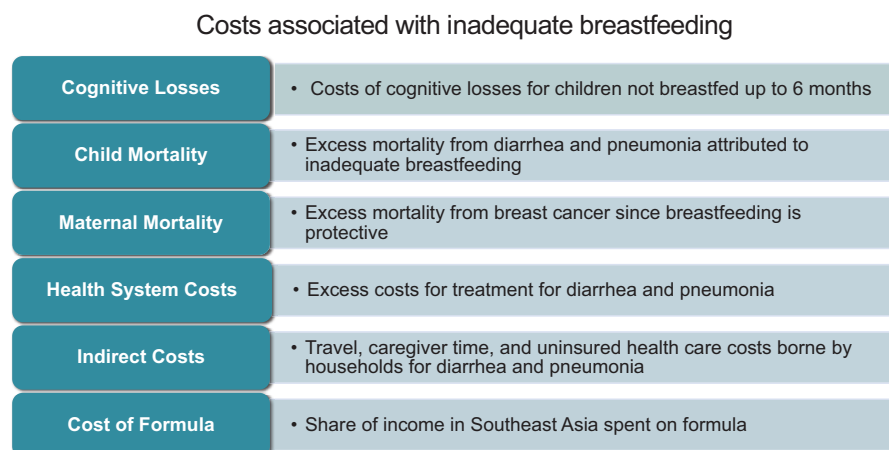 Costs associated with inadequate breastfeeding
Cognitive Losses
• Costs of cognitive losses for children not breastfed up to 6 months
Child Mortality
• Excess mortality from diarrhea and pneumonia attributed to
inadequate breastfeeding
Maternal Mortality
• Excess mortality from breast cancer since breastfeeding is
protective
Health System Costs
• Excess costs for treatment for diarrhea and pneumonia
Indirect Costs
• Travel, caregiver time, and uninsured health care costs borne by
households for diarrhea and pneumonia
Cost of Formula
• Share of income in Southeast Asia spent on formula